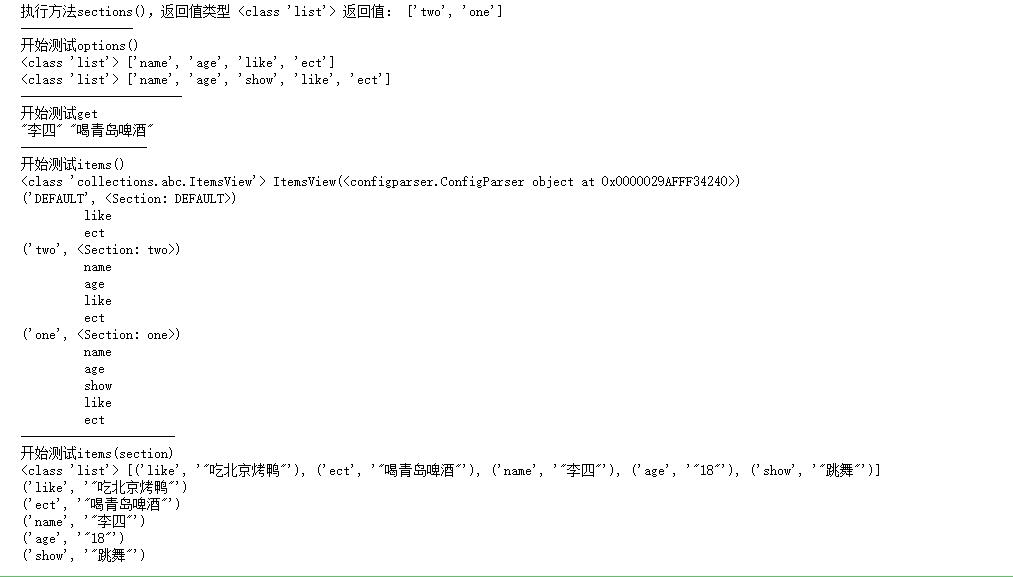 执行方法sections()，返回值类型 <class 'list'> 返回值： ['two', 'one']
————————————————
开始测试options()
<class 'list'> ['name', 'age', 'like', 'ect']
<class 'list'> ['name', 'age', 'show', 'like', 'ect']
———————————————————————
开始测试get
"李四" "喝青岛啤酒"
——————————————————
开始测试items()
<class 'collections.abc.ItemsView'> ItemsView(<configparser.ConfigParser object at 0x0000029AFFF34240>)
('DEFAULT', <Section: DEFAULT>)
like
ect
('two', <Section: two>)
name
age
like
ect
('one', <Section: one>)
name
age
show
like
ect
——————————————————————
开始测试items(section)
<class 'list'> [('like', '"吃北京烤鸭"'), ('ect', '"喝青岛啤酒"'), ('name', '"李四"'), ('age', '"18"'), ('show', '"跳舞"')]
('like', '"吃北京烤鸭"')
('ect', '"喝青岛啤酒"')
('name', '"李四"')
('age', '"18"')
('show', '"跳舞"')